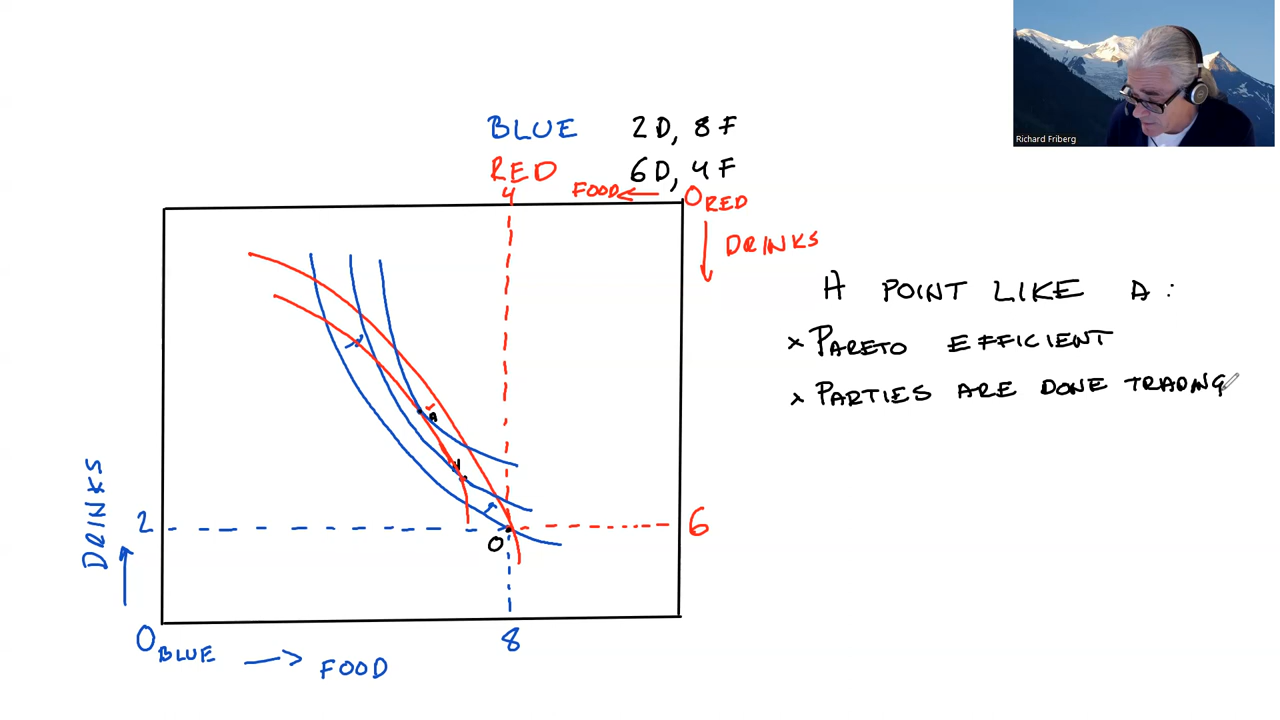 Richard Friberg
BLUE 2D, 8F
RED 6D, 4F
4
FOOD ←
O RED
DRINKS
A POINT LIKE A:
× PARETO EFFICIENT
× PARTIES ARE DONE TRADING
A
1
DRINKS
2
O
6
O BLUE → FOOD
8